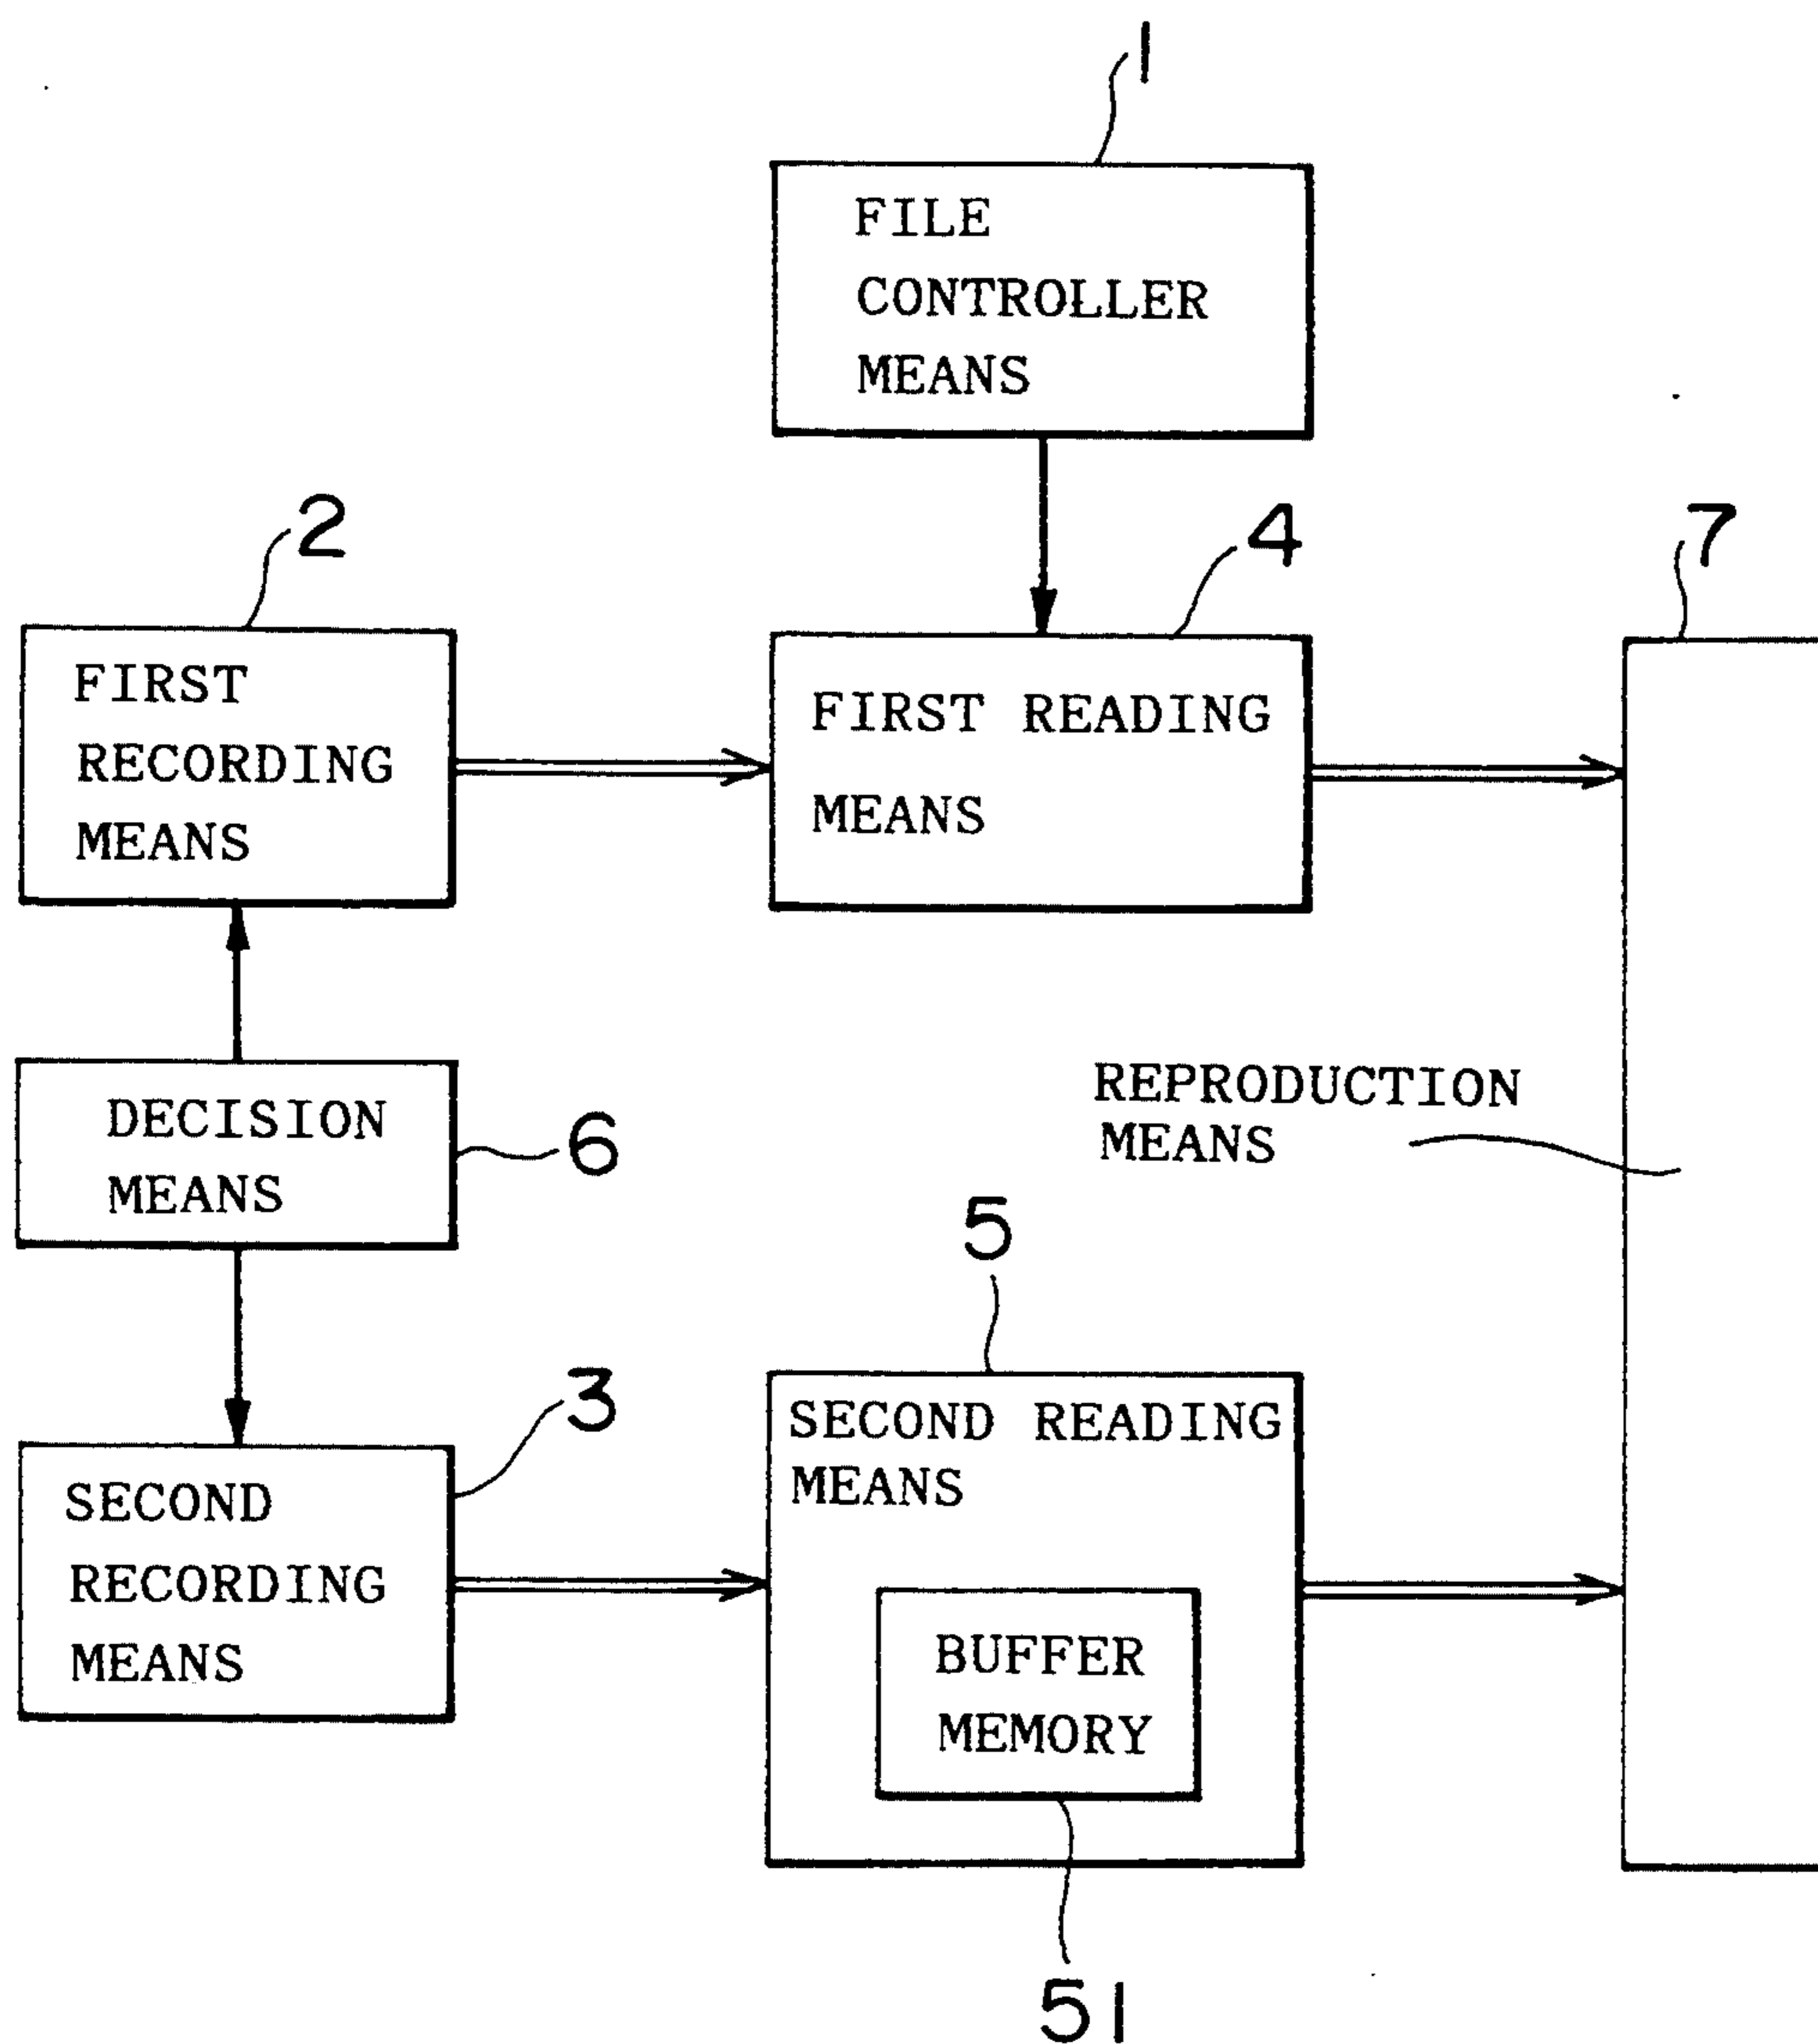 1
FILE
CONTROLLER
MEANS
2
4
7
FIRST
RECORDING
MEANS
FIRST READING
MEANS
DECISION
MEANS
6
REPRODUCTION
MEANS
5
3
SECOND
RECORDING
MEANS
SECOND READING
MEANS
BUFFER
MEMORY
51